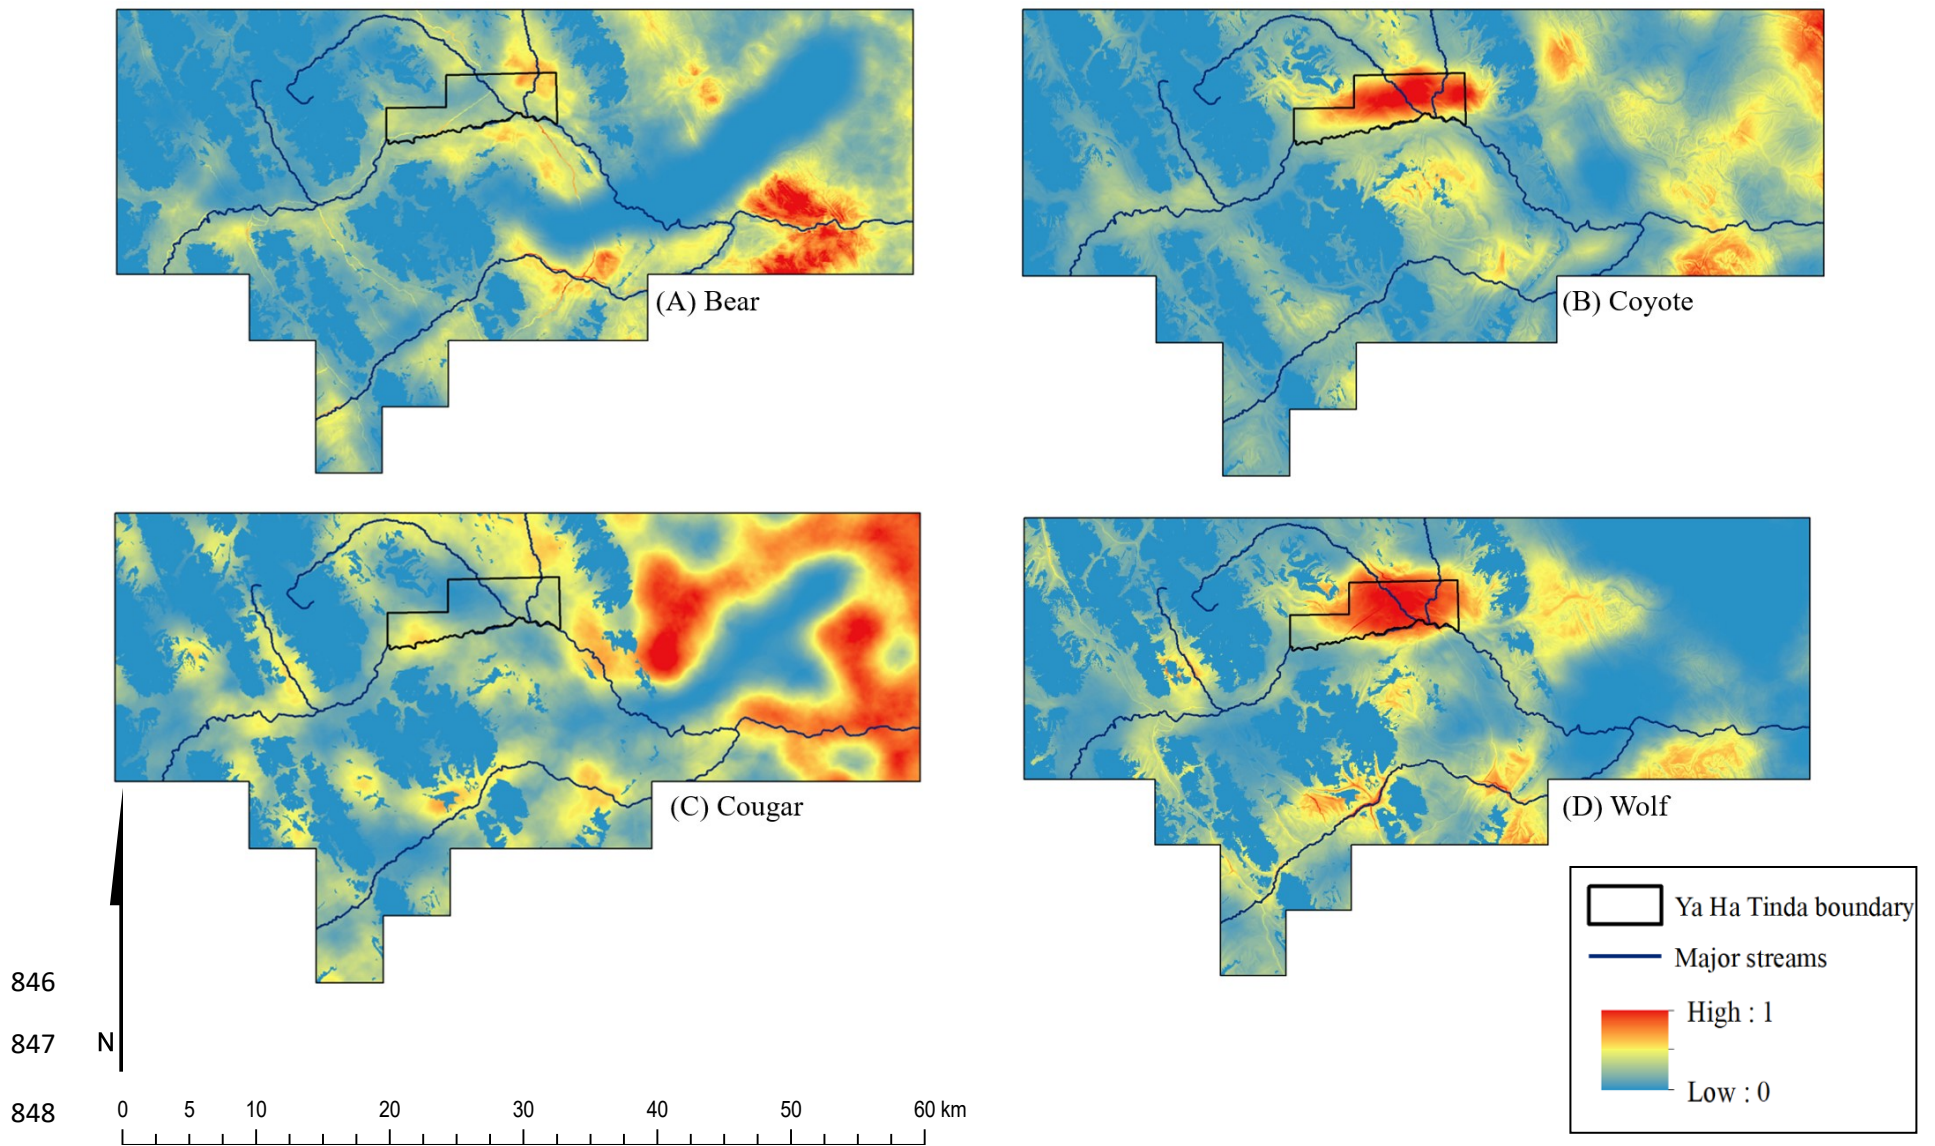 (A) Bear
(B) Coyote
(C) Cougar
(D) Wolf
Ya Ha Tinda boundary
Major streams
High : 1
Low : 0
846
847
N
848
0 5 10 20 30 40 50 60 km